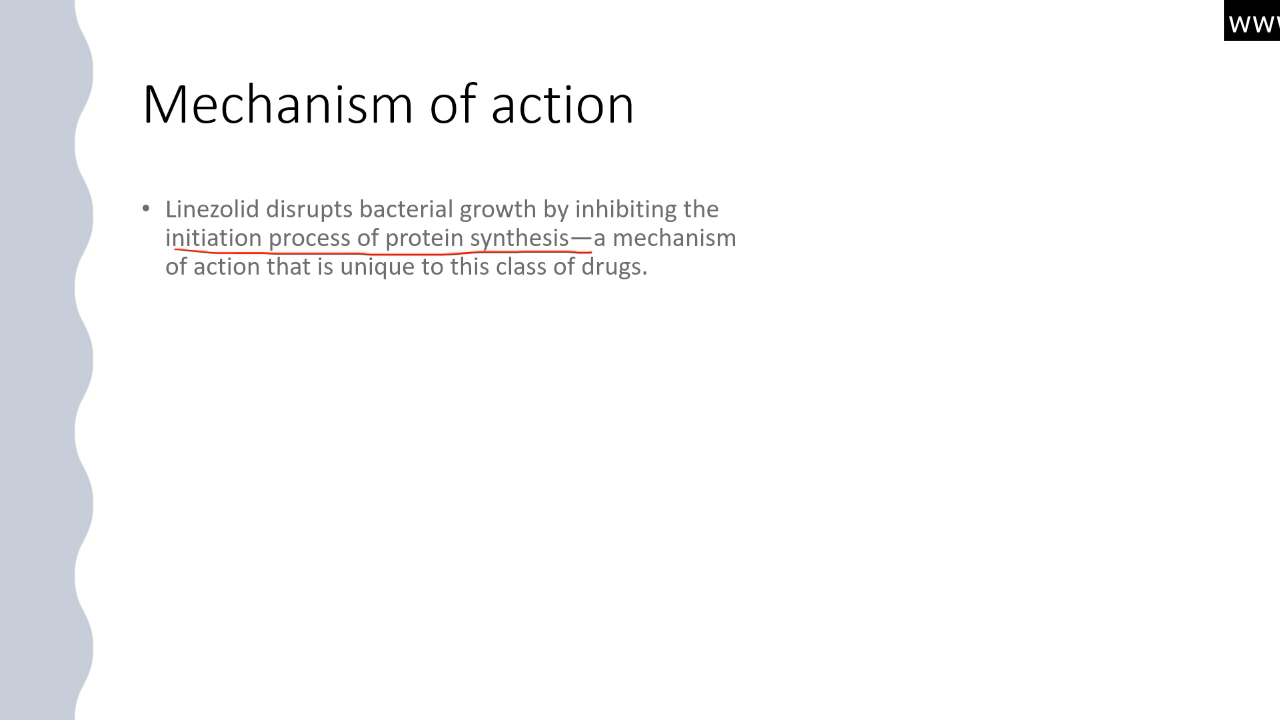 www
Mechanism of action
• Linezolid disrupts bacterial growth by inhibiting the
initiation process of protein synthesis—a mechanism
of action that is unique to this class of drugs.